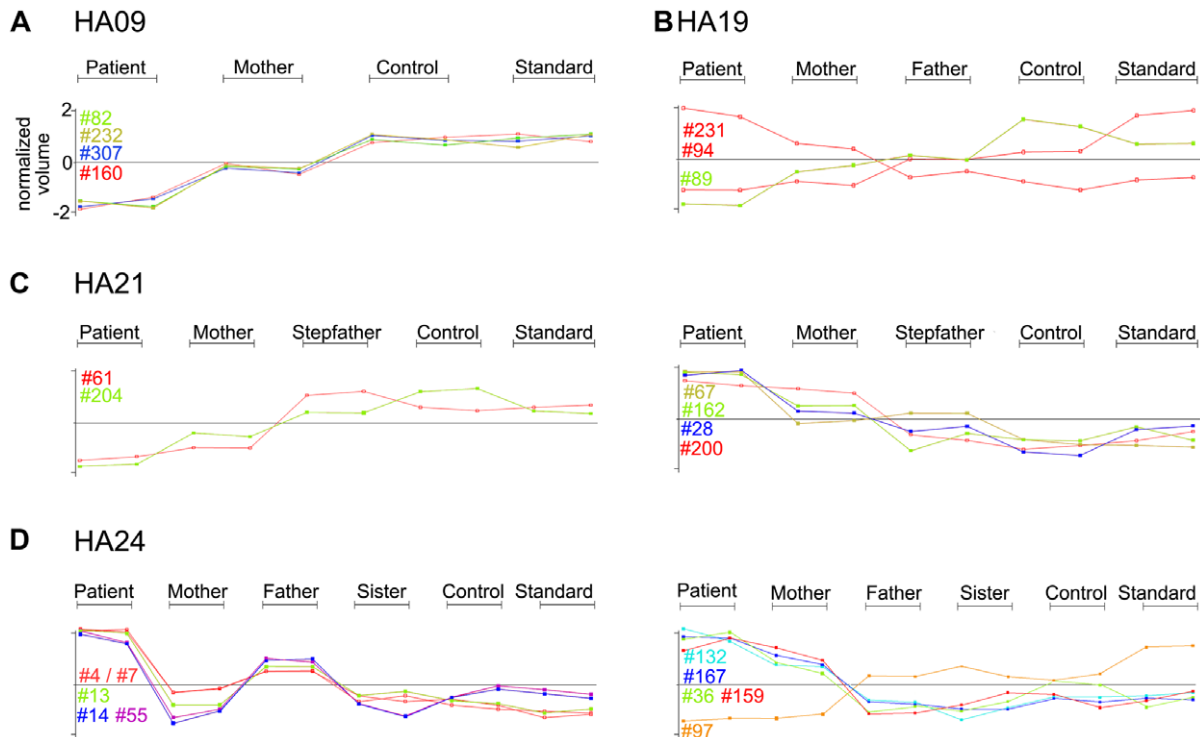 A HA09
Patient Mother Control Standard
normalized
volume
2
0
-2
#82
#232
#307
#160
B HA19
Patient Mother Father Control Standard
#231
#94
#89
C HA21
Patient Mother Stepfather Control Standard
#61
#204
Patient Mother Stepfather Control Standard
#67
#162
#28
#200
D HA24
Patient Mother Father Sister Control Standard
#4 / #7
#13
#14 #55
Patient Mother Father Sister Control Standard
#132
#167
#36 #159
#97